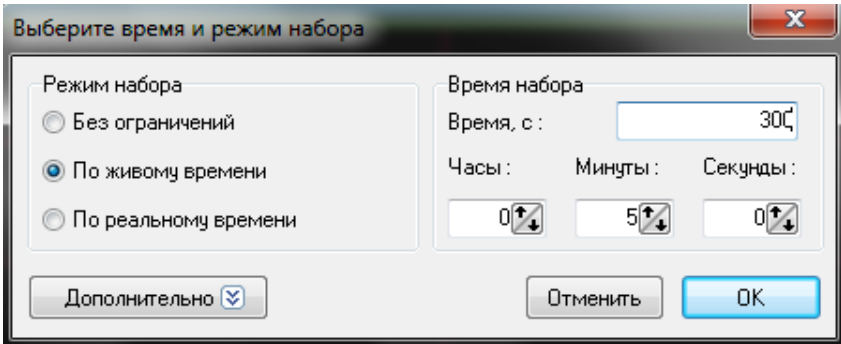 Выберите время и режим набора
Режим набора
Без ограничений
По живому времени
По реальному времени
Время набора
Время, с : 300
Часы : Минуты : Секунды :
0 5 0
Дополнительно Отменить OK